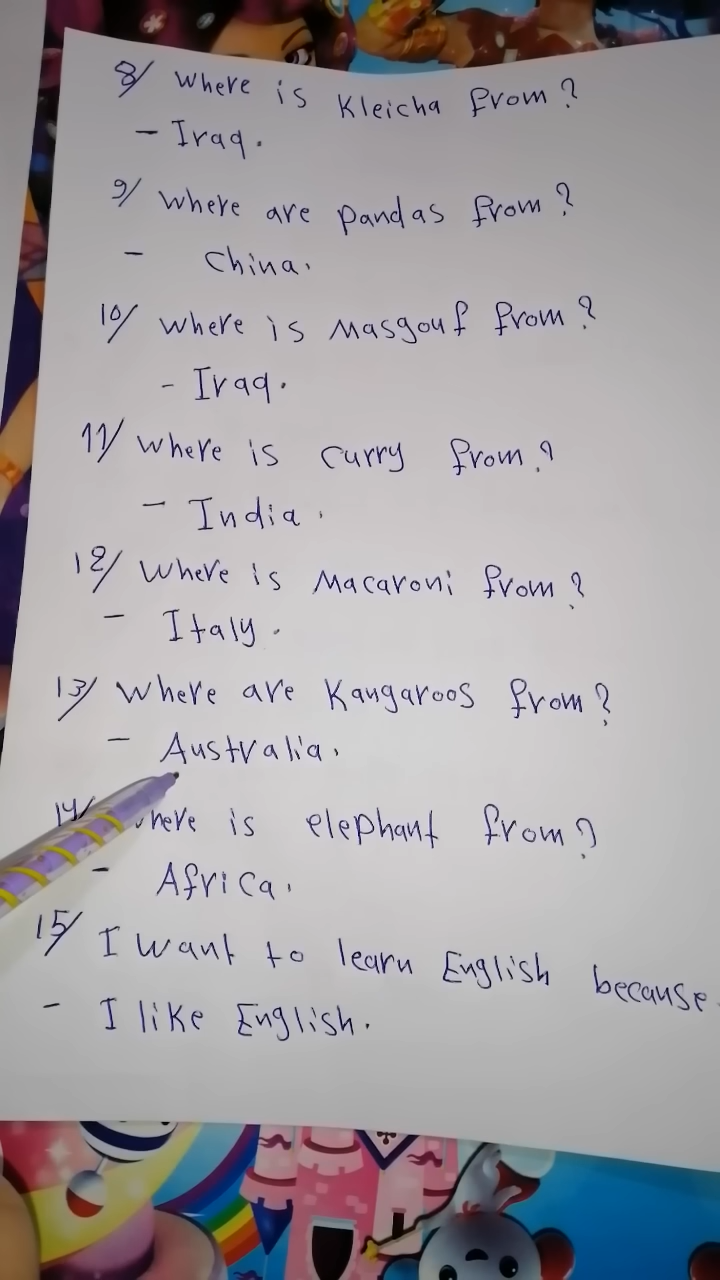 8/ Where is Kleicha from?
- Iraq.
9/ Where are pandas from?
- China.
10/ Where is Masgouf from?
- Iraq.
11/ Where is curry from?
- India.
12/ Where is Macaroni from?
- Italy.
13/ Where are Kangaroos from?
- Australia.
14/ where is elephant from?
- Africa.
15/ I want to learn English because.
- I like English.